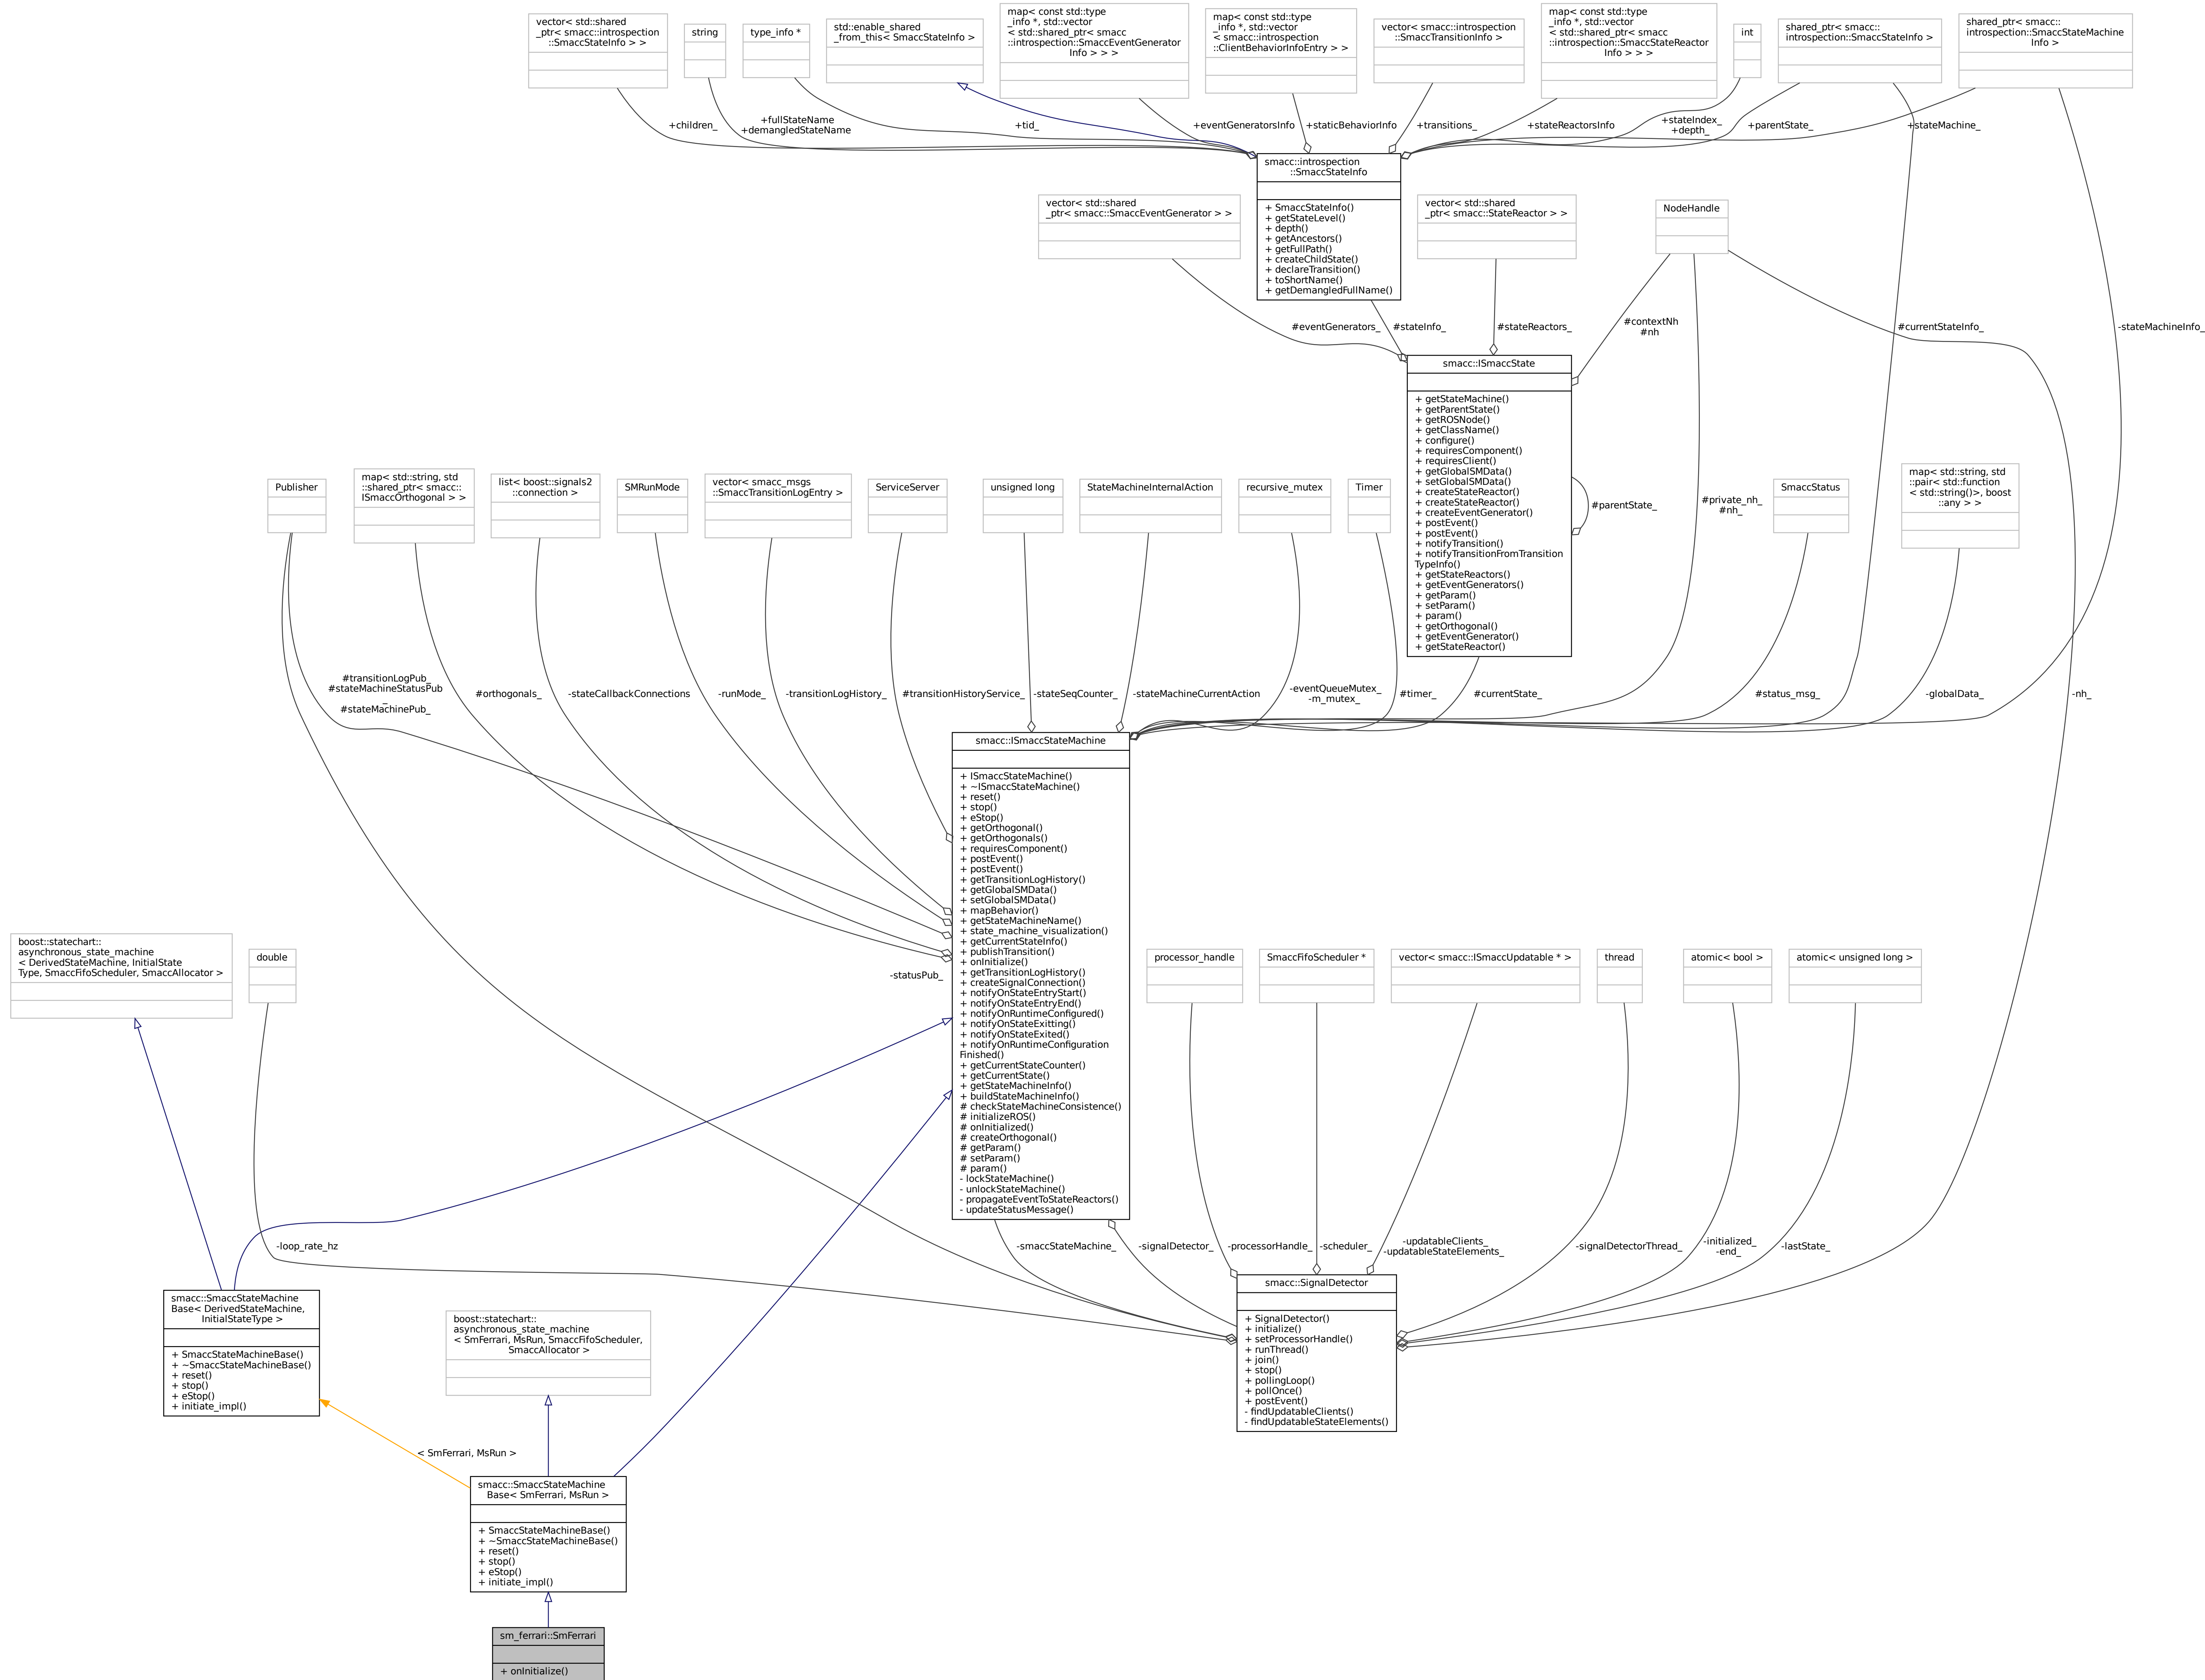 vector< std::shared
_ptr< smacc::introspection
::SmaccStateInfo > >
string
type_info *
std::enable_shared
_from_this< SmaccStateInfo >
map< const std::type
_info *, std::vector
< std::shared_ptr< smacc
::introspection::SmaccEventGenerator
Info > > >
map< const std::type
_info *, std::vector
< smacc::introspection
::ClientBehaviorInfoEntry > >
vector< smacc::introspection
::SmaccTransitionInfo >
map< const std::type
_info *, std::vector
< std::shared_ptr< smacc
::introspection::SmaccStateReactor
Info > > >
int
shared_ptr< smacc::
introspection::SmaccStateInfo >
shared_ptr< smacc::
introspection::SmaccStateMachine
Info >
+children_
+fullStateName
+demangledStateName
+tid_
+eventGeneratorsInfo
+staticBehaviorInfo
+transitions_
+stateReactorsInfo
+stateIndex_
+depth_
+parentState_
+stateMachine_
smacc::introspection
::SmaccStateInfo
+ SmaccStateInfo()
+ getStateLevel()
+ depth()
+ getAncestors()
+ getFullPath()
+ createChildState()
+ declareTransition()
+ toShortName()
+ getDemangledFullName()
vector< std::shared
_ptr< smacc::SmaccEventGenerator > >
vector< std::shared
_ptr< smacc::StateReactor > >
NodeHandle
#eventGenerators_
#stateInfo_
#stateReactors_
#contextNh
#nh
#currentStateInfo_
-stateMachineInfo_
smacc::ISmaccState
+ getStateMachine()
+ getParentState()
+ getROSNode()
+ getClassName()
+ configure()
+ requiresComponent()
+ requiresClient()
+ getGlobalSMData()
+ setGlobalSMData()
+ createStateReactor()
+ createStateReactor()
+ createEventGenerator()
+ postEvent()
+ postEvent()
+ notifyTransition()
+ notifyTransitionFromTransition
TypeInfo()
+ getStateReactors()
+ getEventGenerators()
+ getParam()
+ setParam()
+ param()
+ getOrthogonal()
+ getEventGenerator()
+ getStateReactor()
#parentState_
#private_nh_
#nh_
Publisher
map< std::string, std
::shared_ptr< smacc::
ISmaccOrthogonal > >
list< boost::signals2
::connection >
SMRunMode
vector< smacc_msgs
::SmaccTransitionLogEntry >
ServiceServer
unsigned long
StateMachineInternalAction
recursive_mutex
Timer
SmaccStatus
map< std::string, std
::pair< std::function
< std::string()>, boost
::any > >
#transitionLogPub_
#stateMachineStatusPub
_
#stateMachinePub_
#orthogonals_
-stateCallbackConnections
-runMode_
-transitionLogHistory_
#transitionHistoryService_
-stateSeqCounter_
-stateMachineCurrentAction
-eventQueueMutex_
-m_mutex_
#timer_
#currentState_
#status_msg_
-globalData_
-nh_
smacc::ISmaccStateMachine
+ ISmaccStateMachine()
+ ~ISmaccStateMachine()
+ reset()
+ stop()
+ eStop()
+ getOrthogonal()
+ getOrthogonals()
+ requiresComponent()
+ postEvent()
+ postEvent()
+ getTransitionLogHistory()
+ getGlobalSMData()
+ setGlobalSMData()
+ mapBehavior()
+ getStateMachineName()
+ state_machine_visualization()
+ getCurrentStateInfo()
+ publishTransition()
+ onInitialize()
+ getTransitionLogHistory()
+ createSignalConnection()
+ notifyOnStateEntryStart()
+ notifyOnStateEntryEnd()
+ notifyOnRuntimeConfigured()
+ notifyOnStateExitting()
+ notifyOnStateExited()
+ notifyOnRuntimeConfiguration
Finished()
+ getCurrentStateCounter()
+ getCurrentState()
+ getStateMachineInfo()
+ buildStateMachineInfo()
# checkStateMachineConsistence()
# initializeROS()
# onInitialized()
# createOrthogonal()
# getParam()
# setParam()
# param()
- lockStateMachine()
- unlockStateMachine()
- propagateEventToStateReactors()
- updateStatusMessage()
boost::statechart::
asynchronous_state_machine
< DerivedStateMachine, InitialState
Type, SmaccFifoScheduler, SmaccAllocator >
double
-statusPub_
processor_handle
SmaccFifoScheduler *
vector< smacc::ISmaccUpdatable * >
thread
atomic< bool >
atomic< unsigned long >
-loop_rate_hz
-smaccStateMachine_
-signalDetector_
-processorHandle_
-scheduler_
-updatableClients_
-updatableStateElements_
-signalDetectorThread_
-initialized_
-end_
-lastState_
smacc::SmaccStateMachine
Base< DerivedStateMachine,
InitialStateType >
+ SmaccStateMachineBase()
+ ~SmaccStateMachineBase()
+ reset()
+ stop()
+ eStop()
+ initiate_impl()
boost::statechart::
asynchronous_state_machine
< SmFerrari, MsRun, SmaccFifoScheduler,
SmaccAllocator >
smacc::SignalDetector
+ SignalDetector()
+ initialize()
+ setProcessorHandle()
+ runThread()
+ join()
+ stop()
+ pollingLoop()
+ pollOnce()
+ postEvent()
- findUpdatableClients()
- findUpdatableStateElements()
< SmFerrari, MsRun >
smacc::SmaccStateMachine
Base< SmFerrari, MsRun >
+ SmaccStateMachineBase()
+ ~SmaccStateMachineBase()
+ reset()
+ stop()
+ eStop()
+ initiate_impl()
sm_ferrari::SmFerrari
+ onInitialize()